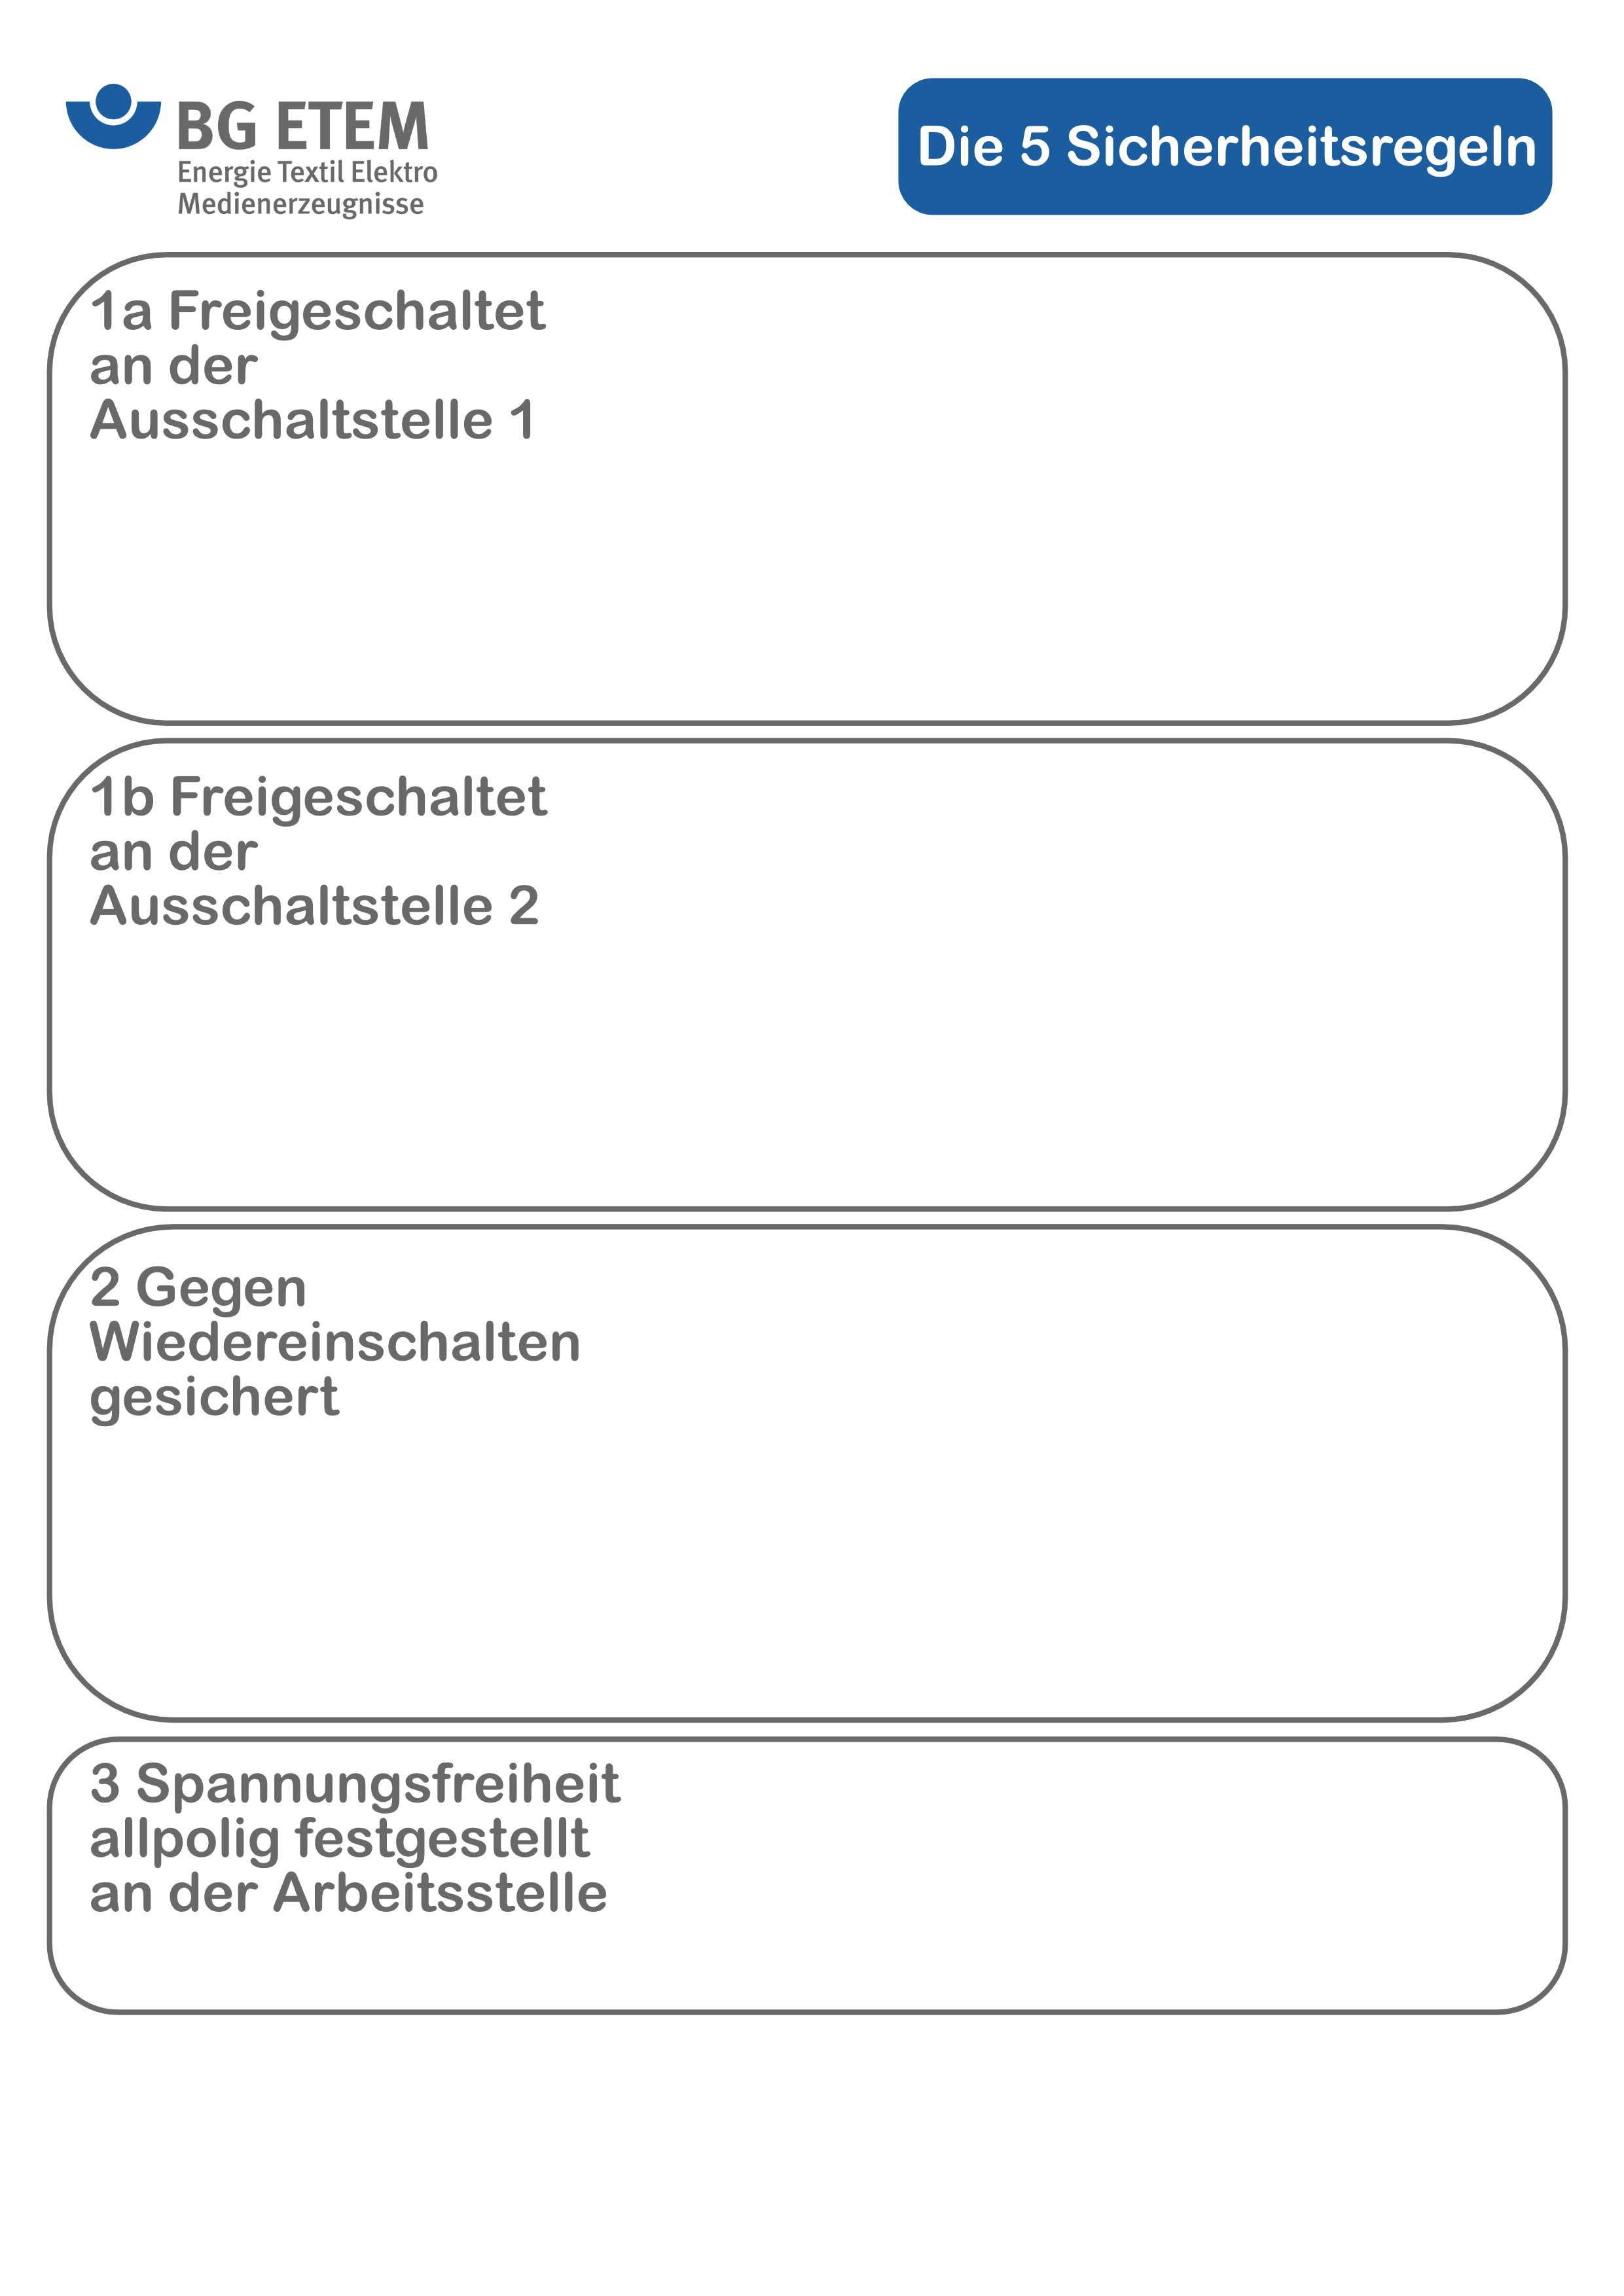 BG ETEM
Energie Textil Elektro
Medienerzeugnisse
Die 5 Sicherheitsregeln
1a Freigeschaltet
an der
Ausschaltstelle 1
1b Freigeschaltet
an der
Ausschaltstelle 2
2 Gegen
Wiedereinschalten
gesichert
3 Spannungsfreiheit
allpolig festgestellt
an der Arbeitsstelle